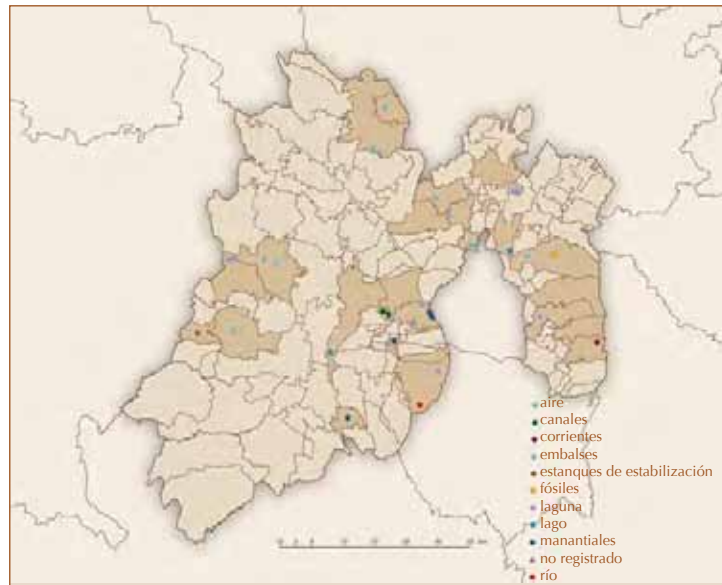 aire
canales
corrientes
embalses
estanques de estabilización
fósiles
laguna
lago
manantiales
no registrado
río